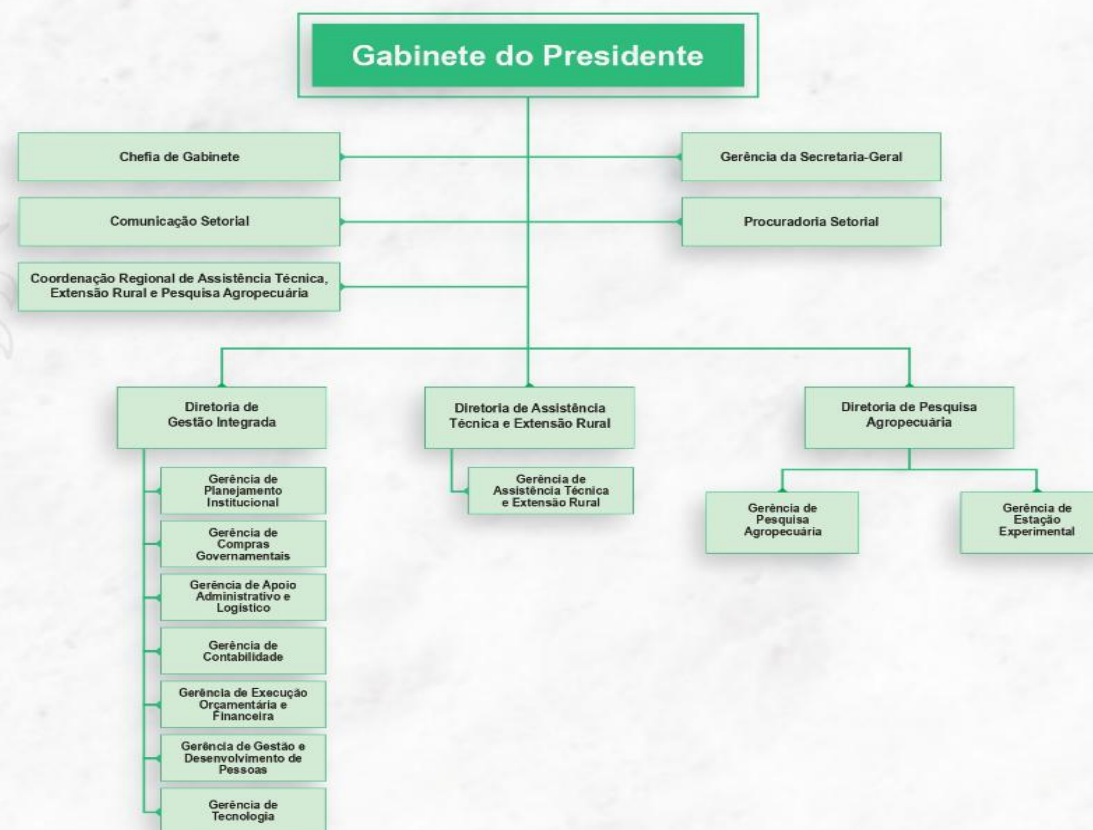 Gabinete do Presidente
Chefia de Gabinete
Gerência da Secretaria-Geral
Comunicação Setorial
Procuradoria Setorial
Coordenação Regional de Assistência Técnica,
Extensão Rural e Pesquisa Agropecuária
Diretoria de
Gestão Integrada
Gerência de
Planejamento
Institucional
Gerência de
Compras
Governamentais
Gerência de Apoio
Administrativo e
Logístico
Gerência de
Contabilidade
Gerência de Execução
Orçamentária e
Financeira
Gerência de Gestão e
Desenvolvimento de
Pessoas
Gerência de
Tecnologia
Diretoria de Assistência
Técnica e Extensão Rural
Gerência de
Assistência Técnica
e Extensão Rural
Diretoria de Pesquisa
Agropecuária
Gerência de
Pesquisa
Agropecuária
Gerência de
Estação
Experimental